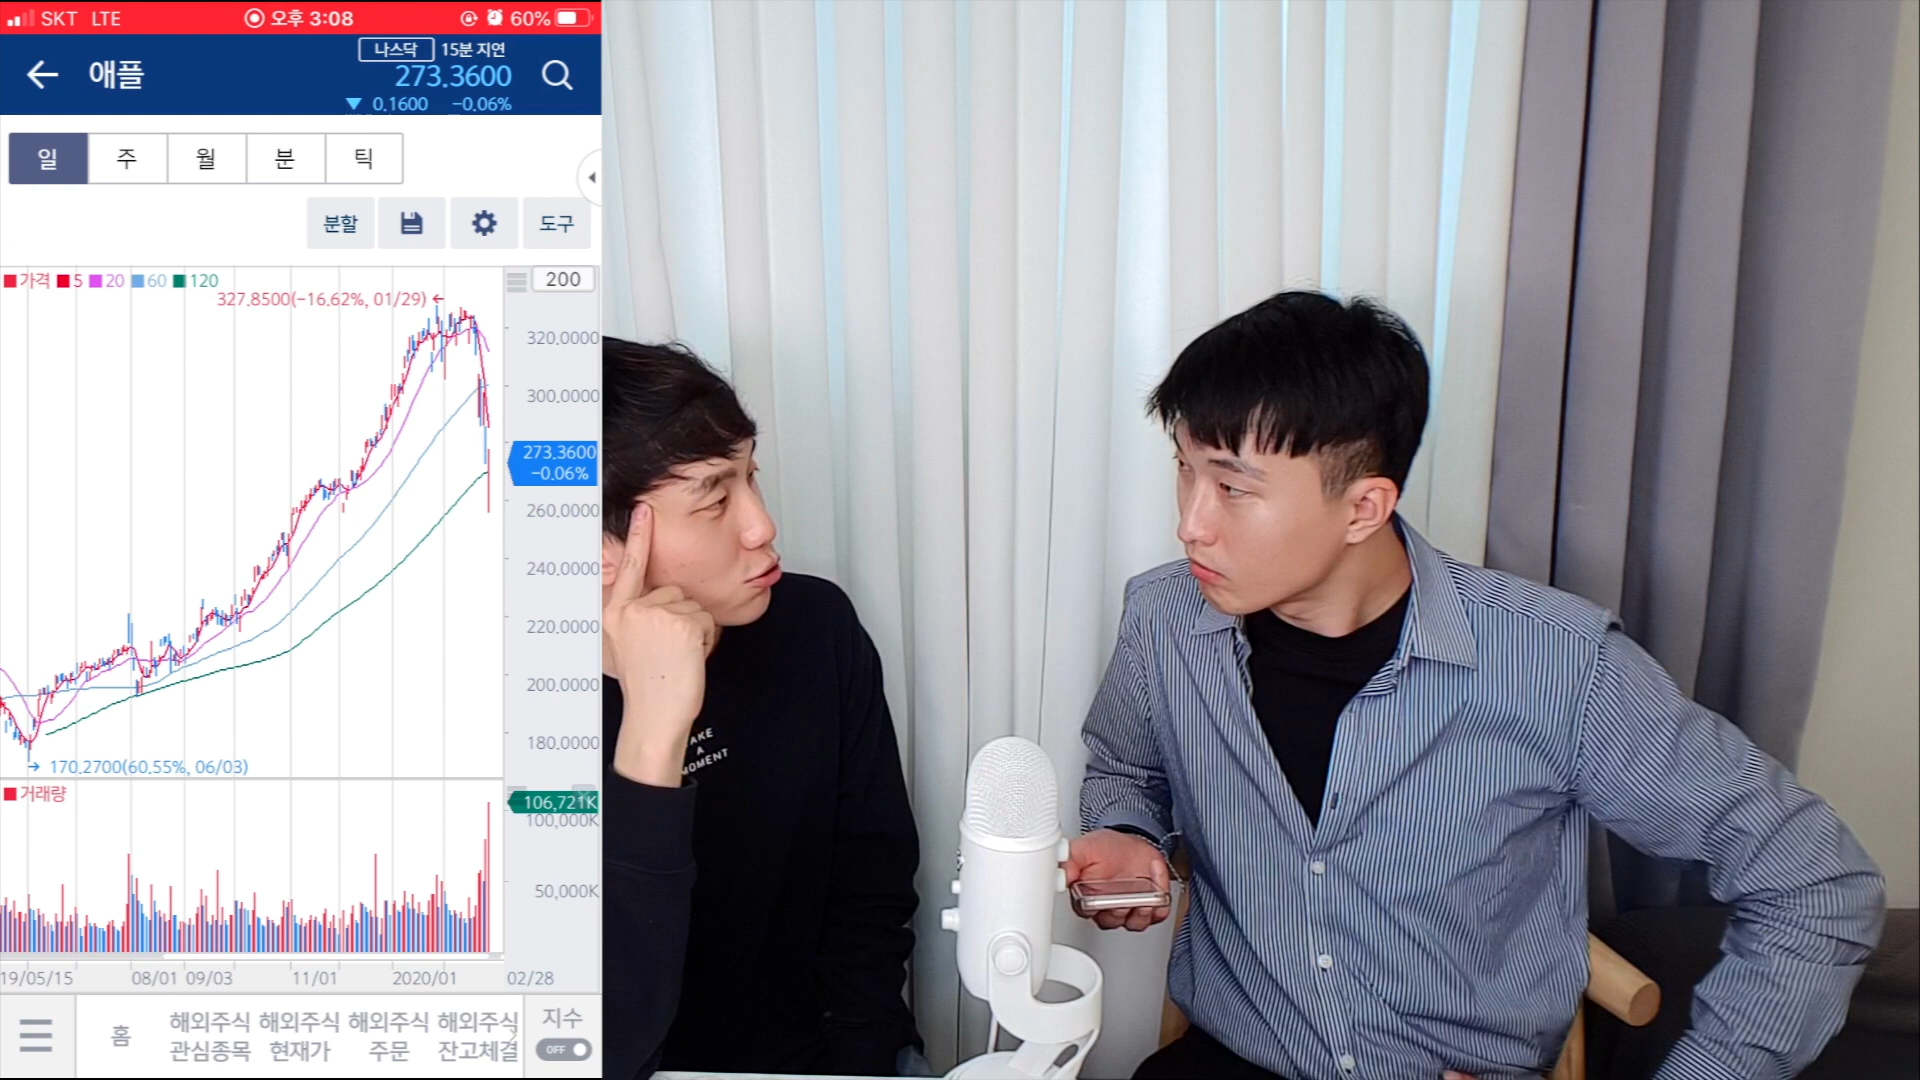 SKT LTE 오후 3:08 60%
애플
나스닥 15분 지연
273.3600
▼ 0.1600 -0.06%
일 주 월 분 틱
분할 도구
가격 5 20 60 120
200
327.8500(-16.62%, 01/29) ←
320.0000
300.0000
273.3600
-0.06%
260.0000
240.0000
220.0000
200.0000
180.0000
→ 170.2700(60.55%, 06/03)
거래량
106,721K
100,000K
50,000K
19/05/15 08/01 09/03 11/01 2020/01 02/28
홈
해외주식 관심종목
해외주식 현재가
해외주식 주문
해외주식 잔고체결
지수
OFF
AKE
A
MOMENT